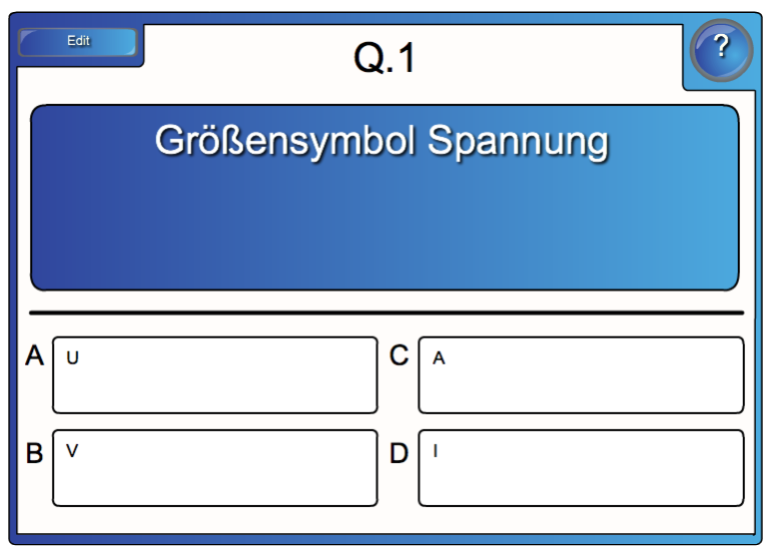 Edit
Q.1
?
Größensymbol Spannung
A U
B V
C A
D I